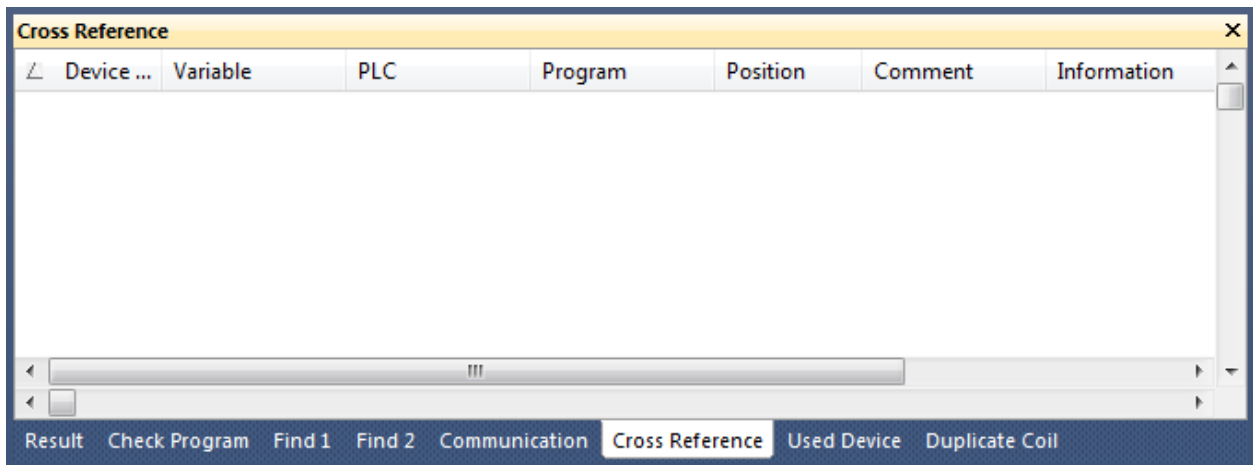 Cross Reference
Device ... Variable PLC Program Position Comment Information
Result Check Program Find 1 Find 2 Communication Cross Reference Used Device Duplicate Coil